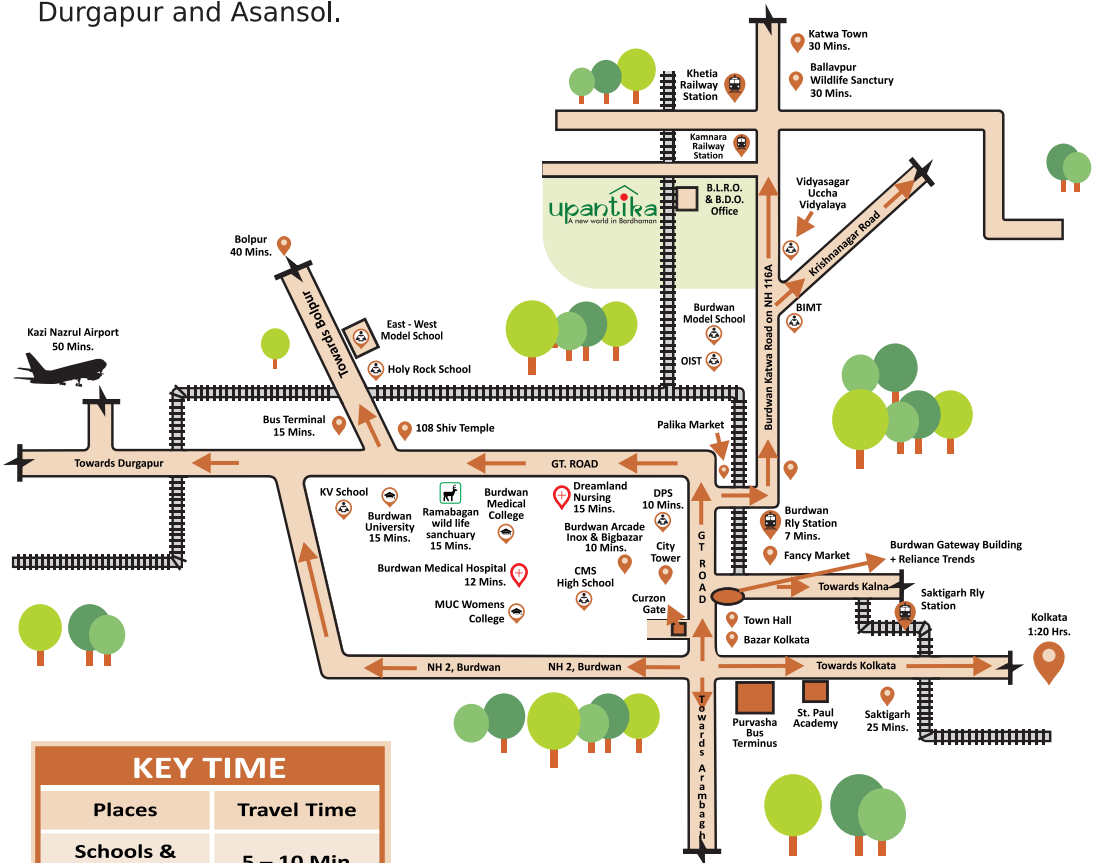 Durgapur and Asansol.
Katwa Town
30 Mins.
Ballavpur
Wildlife Sanctury
30 Mins.
Khetia
Railway
Station
Kamnara
Railway
Station
B.L.R.O.
& B.D.O.
Office
upantika
A new world in Bardhaman
Vidyasagar
Uccha
Vidyalaya
Krishnanagar Road
Burdwan Katwa Road on NH 116A
BIMT
Burdwan
Model School
OIST
Bolpur
40 Mins.
Towards Bolpur
East - West
Model School
Holy Rock School
Kazi Nazrul Airport
50 Mins.
Bus Terminal
15 Mins.
108 Shiv Temple
Palika Market
Towards Durgapur
GT. ROAD
KV School
Burdwan
University
15 Mins.
Ramabagan
wild life
sanchuary
15 Mins.
Burdwan
Medical
College
Dreamland
Nursing
15 Mins.
DPS
10 Mins.
Burdwan Arcade
Inox & Bigbazar
10 Mins.
City
Tower
GT ROAD
Burdwan
Rly Station
7 Mins.
Fancy Market
Burdwan Gateway Building
+ Reliance Trends
Burdwan Medical Hospital
12 Mins.
CMS
High School
MUC Womens
College
Curzon
Gate
Towards Kalna
Saktigarh Rly
Station
Town Hall
Bazar Kolkata
Kolkata
1:20 Hrs.
NH 2, Burdwan
NH 2, Burdwan
Towards Kolkata
Towards Arambagh
Purvasha
Bus
Terminus
St. Paul
Academy
Saktigarh
25 Mins.
KEY TIME
Places
Travel Time
Schools &
5 – 10 Min